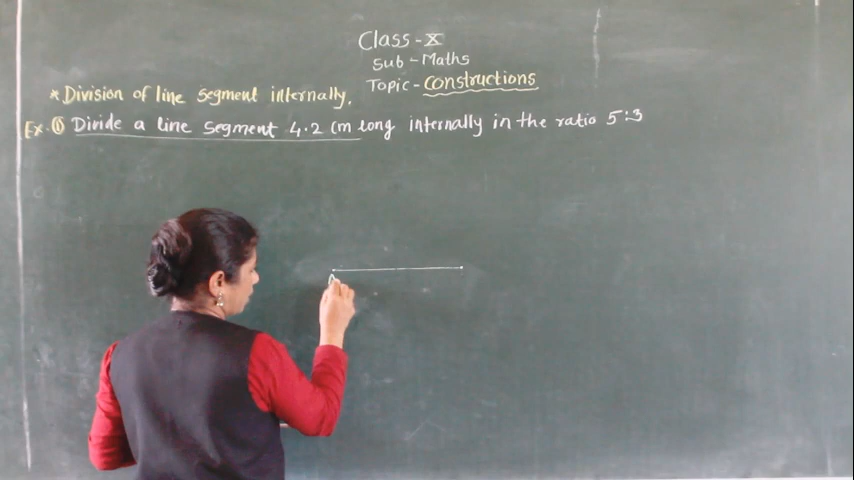 Class - X
Sub - Maths
Topic - Constructions
* Division of line segment internally.
Ex. ① Divide a line segment 4.2 cm long internally in the ratio 5:3
A